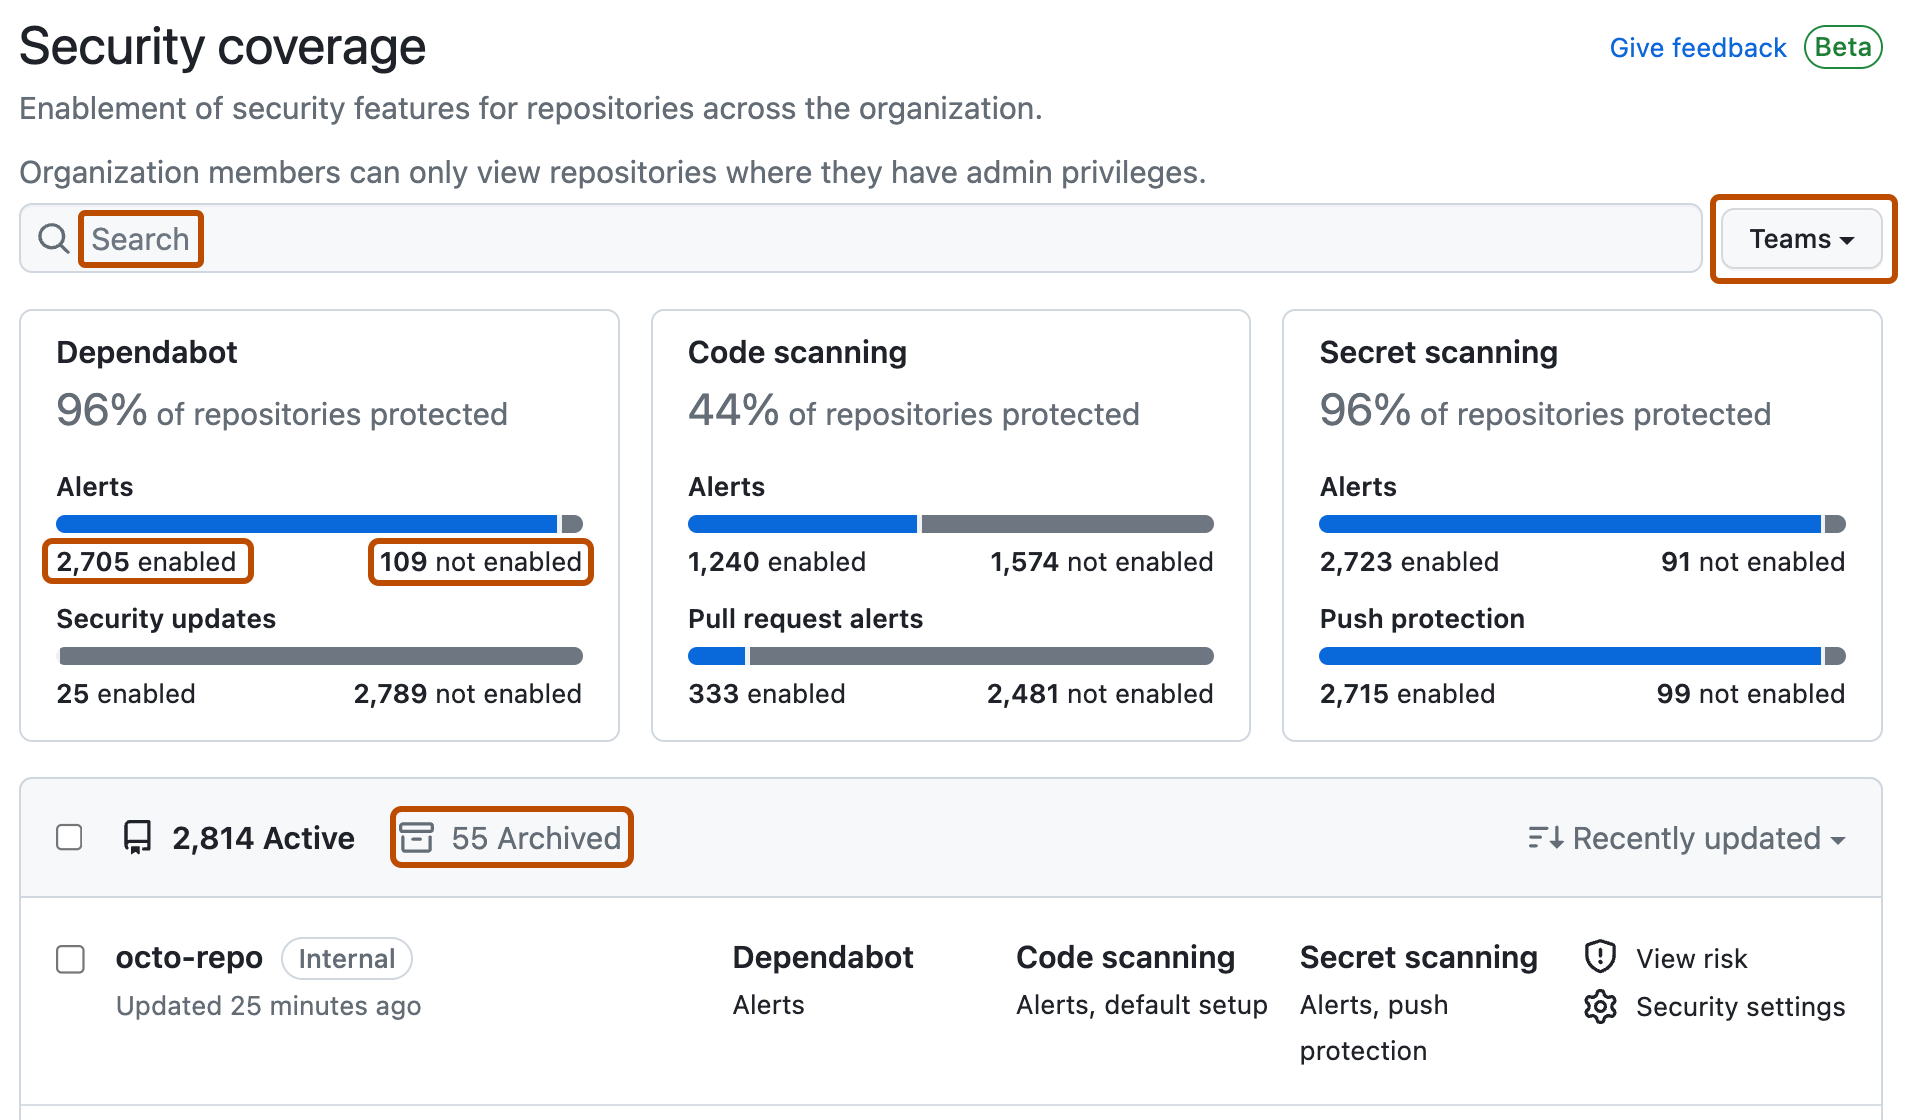 Security coverage
Give feedback
Beta
Enablement of security features for repositories across the organization.
Organization members can only view repositories where they have admin privileges.
Search
Teams
Dependabot
96% of repositories protected
Alerts
2,705 enabled
109 not enabled
Security updates
25 enabled
2,789 not enabled
Code scanning
44% of repositories protected
Alerts
1,240 enabled
1,574 not enabled
Pull request alerts
333 enabled
2,481 not enabled
Secret scanning
96% of repositories protected
Alerts
2,723 enabled
91 not enabled
Push protection
2,715 enabled
99 not enabled
2,814 Active
55 Archived
Recently updated
octo-repo
Internal
Updated 25 minutes ago
Dependabot
Alerts
Code scanning
Alerts, default setup
Secret scanning
Alerts, push
protection
View risk
Security settings